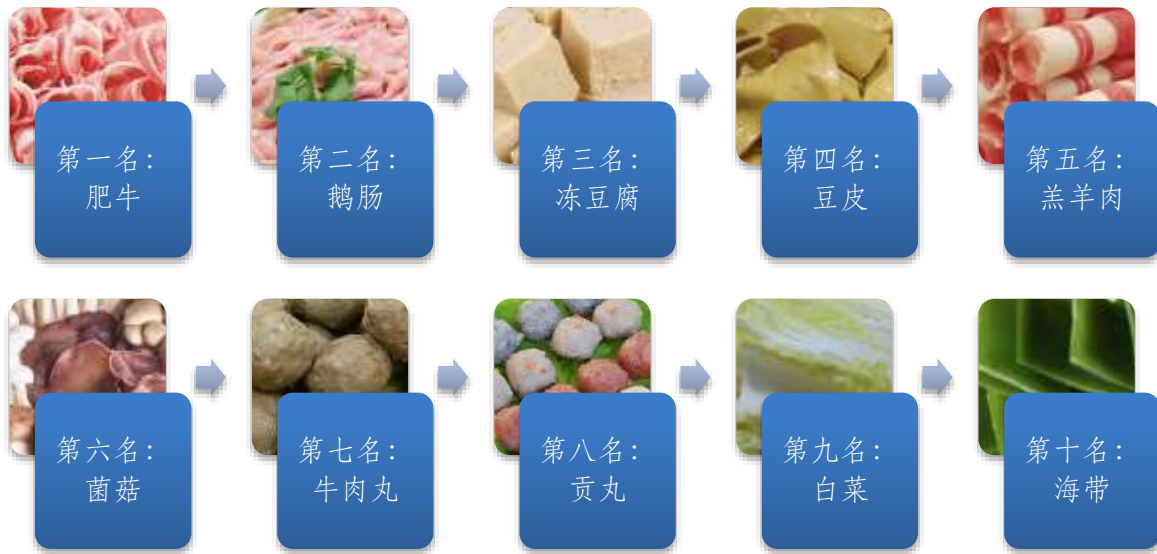 第一名：
肥牛
第二名：
鹅肠
第三名：
冻豆腐
第四名：
豆皮
第五名：
羔羊肉
第六名：
菌菇
第七名：
牛肉丸
第八名：
贡丸
第九名：
白菜
第十名：
海带